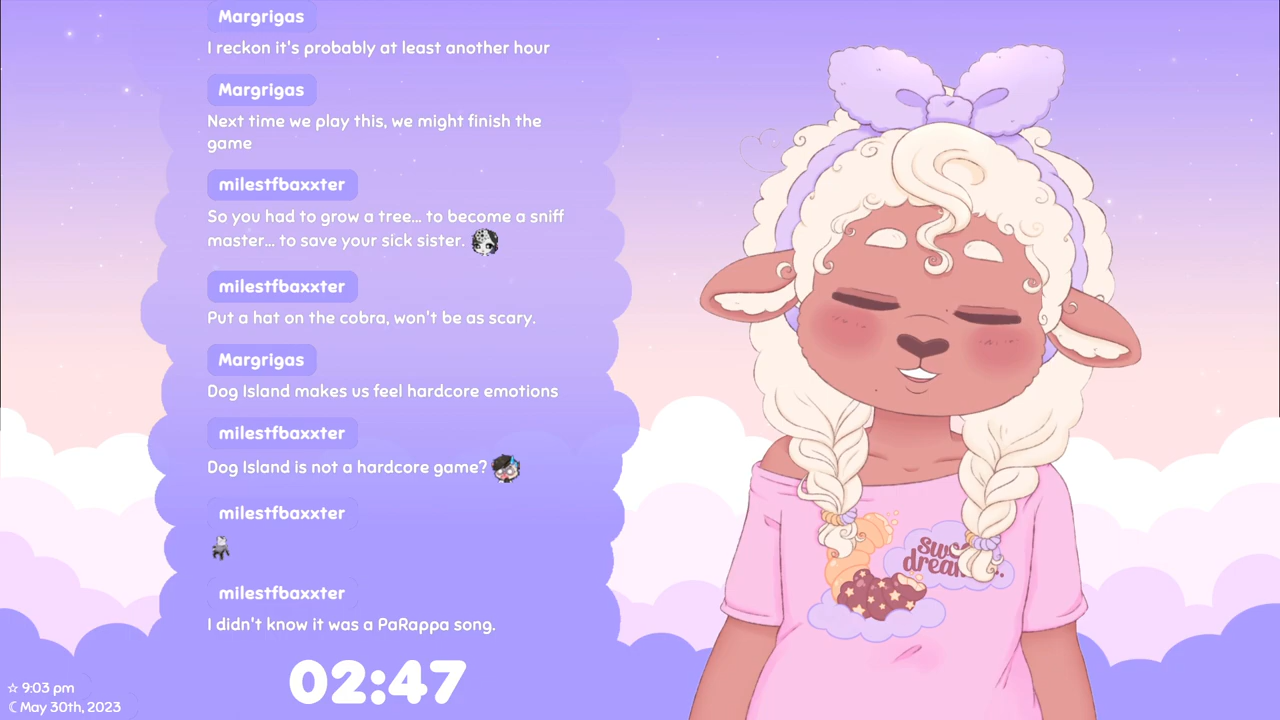 Margrigas
I reckon it's probably at least another hour
Margrigas
Next time we play this, we might finish the
game
milestfbaxxter
So you had to grow a tree... to become a sniff
master... to save your sick sister.
milestfbaxxter
Put a hat on the cobra, won't be as scary.
Margrigas
Dog Island makes us feel hardcore emotions
milestfbaxxter
Dog Island is not a hardcore game?
milestfbaxxter
milestfbaxxter
I didn't know it was a PaRappa song.
02:47
☆ 9:03 pm
☾ May 30th, 2023